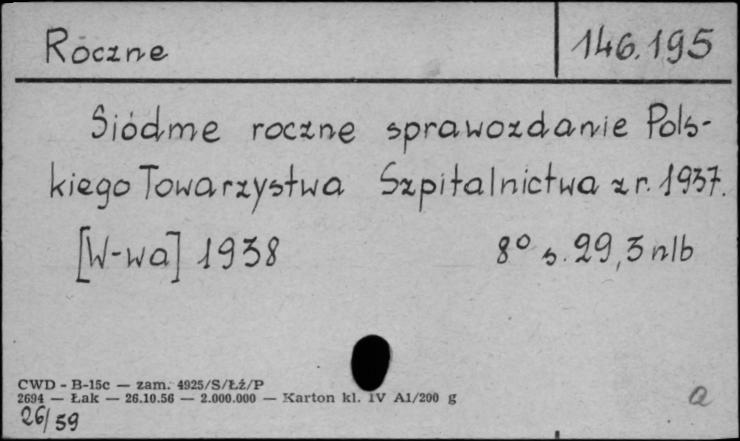 Roczne
146.195
Siódme roczne sprawozdanie Pols-
kiego Towarzystwa Szpitalnictwa z r. 1937.
[W-wa] 1938 8° s. 29, 3 nlb
CWD - B-15c — zam. 4925/S/Łź/P
2694 — Łak — 26.10.56 — 2.000.000 — Karton kl. IV A1/200 g
26/59
a